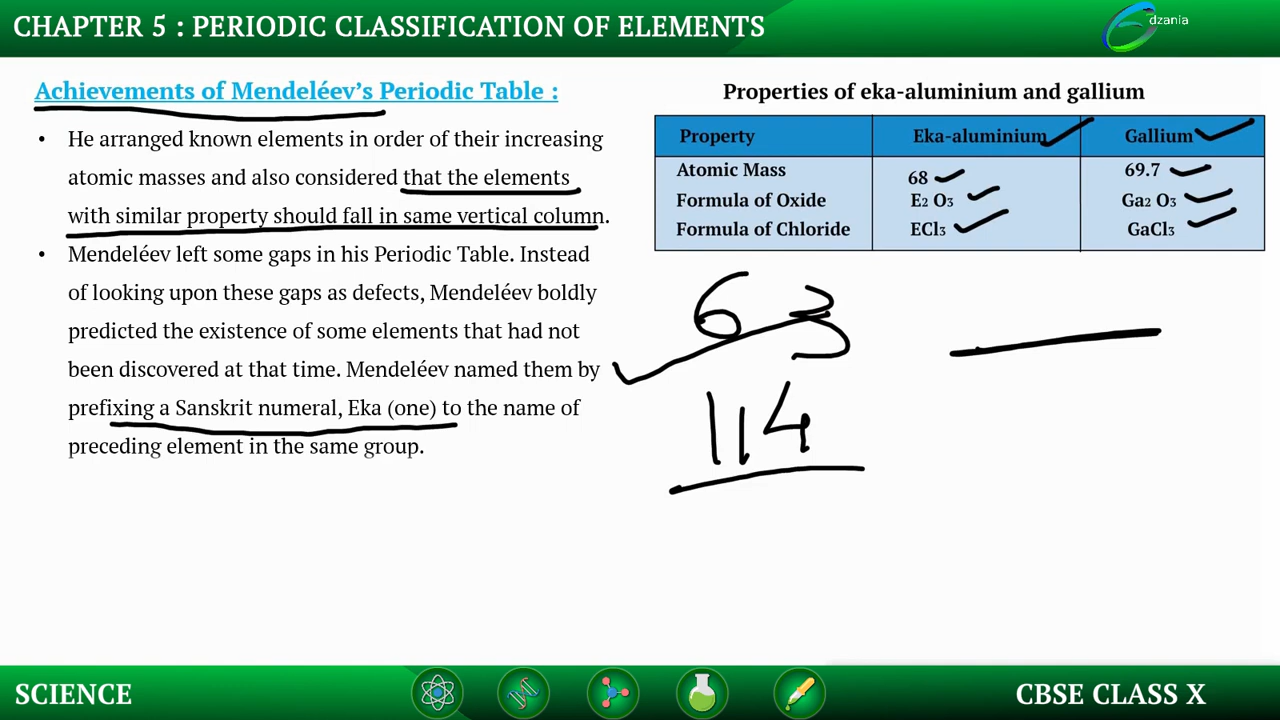 CHAPTER 5 : PERIODIC CLASSIFICATION OF ELEMENTS
dzania
Achievements of Mendeléev's Periodic Table :
• He arranged known elements in order of their increasing
atomic masses and also considered that the elements
with similar property should fall in same vertical column.
• Mendeléev left some gaps in his Periodic Table. Instead
of looking upon these gaps as defects, Mendeléev boldly
predicted the existence of some elements that had not
been discovered at that time. Mendeléev named them by
prefixing a Sanskrit numeral, Eka (one) to the name of
preceding element in the same group.
Properties of eka-aluminium and gallium
Property Eka-aluminium Gallium
Atomic Mass 68 69.7
Formula of Oxide E2 O3 Ga2 O3
Formula of Chloride ECl3 GaCl3
63
114
SCIENCE
CBSE CLASS X